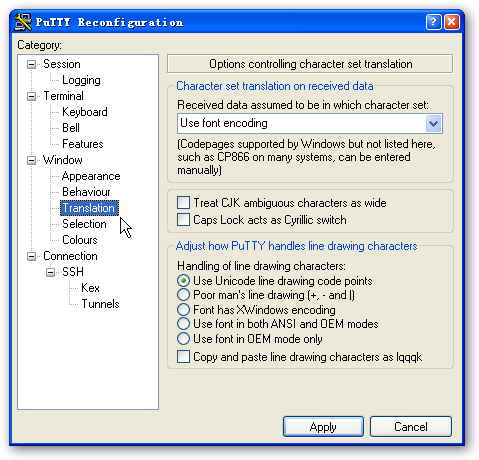 PuTTY Reconfiguration
Category:
Session
Logging
Terminal
Keyboard
Bell
Features
Window
Appearance
Behaviour
Translation
Selection
Colours
Connection
SSH
Kex
Tunnels
Options controlling character set translation
Character set translation on received data
Received data assumed to be in which character set:
Use font encoding
(Codepages supported by Windows but not listed here,
such as CP866 on many systems, can be entered
manually)
Treat CJK ambiguous characters as wide
Caps Lock acts as Cyrillic switch
Adjust how PuTTY handles line drawing characters
Handling of line drawing characters:
Use Unicode line drawing code points
Poor man's line drawing (+, - and |)
Font has XWindows encoding
Use font in both ANSI and OEM modes
Use font in OEM mode only
Copy and paste line drawing characters as lqqqk
Apply
Cancel